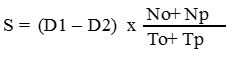 S = (D1 – D2) x No+ Np
To+ Tp